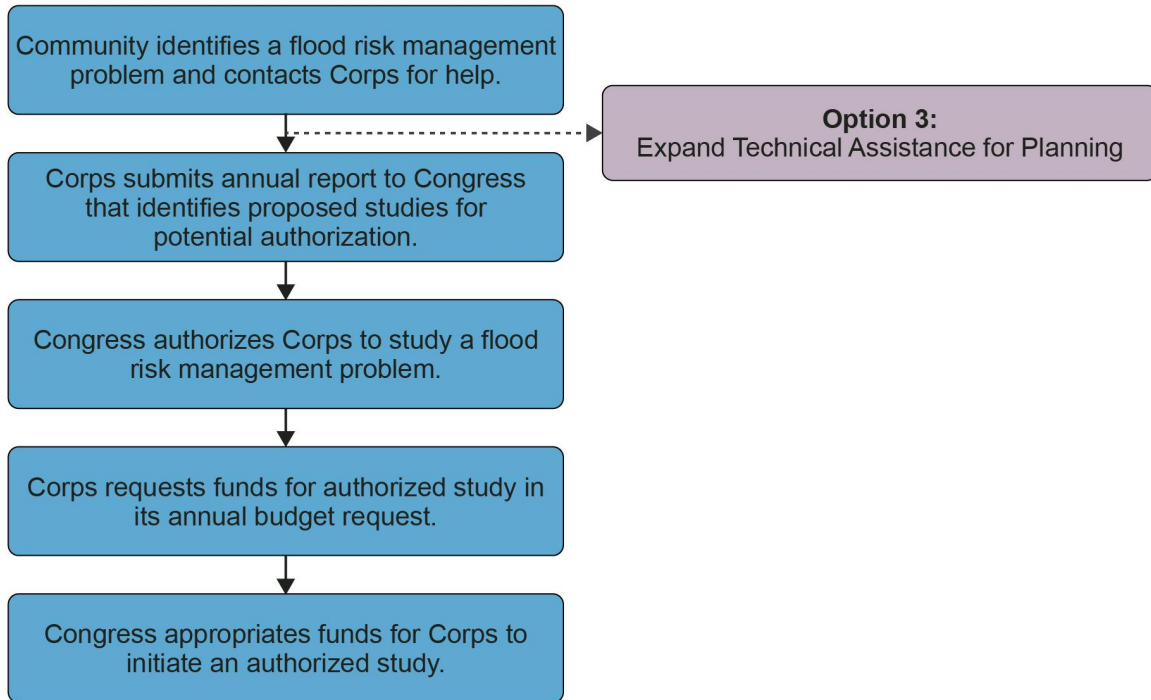 Community identifies a flood risk management
problem and contacts Corps for help.
Option 3:
Expand Technical Assistance for Planning
Corps submits annual report to Congress
that identifies proposed studies for
potential authorization.
Congress authorizes Corps to study a flood
risk management problem.
Corps requests funds for authorized study in
its annual budget request.
Congress appropriates funds for Corps to
initiate an authorized study.